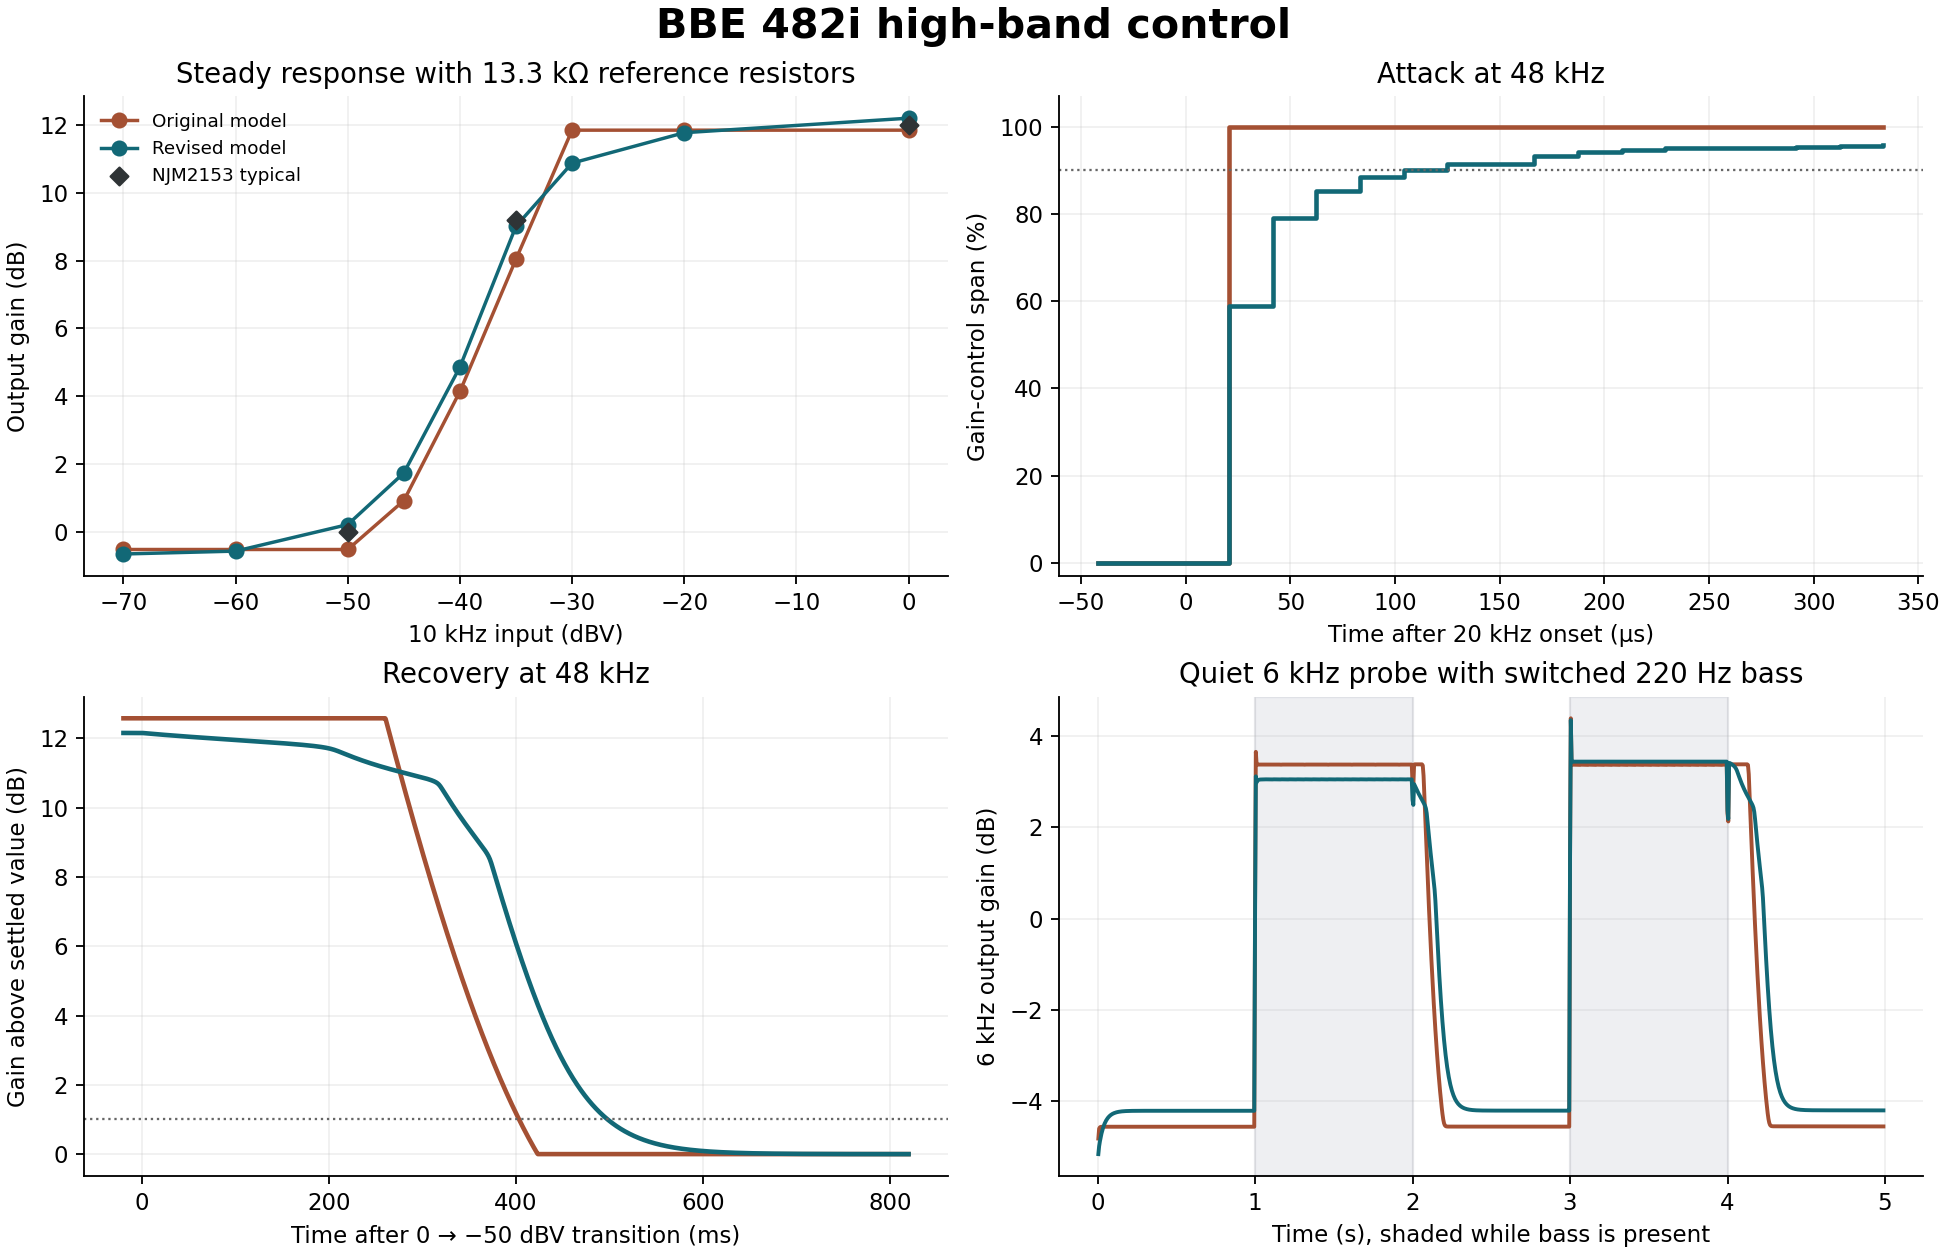 BBE 482i high-band control
Steady response with 13.3 kΩ reference resistors
Original model
Revised model
NJM2153 typical
Output gain (dB)
12
10
8
6
4
2
0
−70 −60 −50 −40 −30 −20 −10 0
10 kHz input (dBV)
Attack at 48 kHz
Gain-control span (%)
100
80
60
40
20
0
−50 0 50 100 150 200 250 300 350
Time after 20 kHz onset (µs)
Recovery at 48 kHz
Gain above settled value (dB)
12
10
8
6
4
2
0
0 200 400 600 800
Time after 0 → −50 dBV transition (ms)
Quiet 6 kHz probe with switched 220 Hz bass
6 kHz output gain (dB)
4
2
0
−2
−4
0 1 2 3 4 5
Time (s), shaded while bass is present